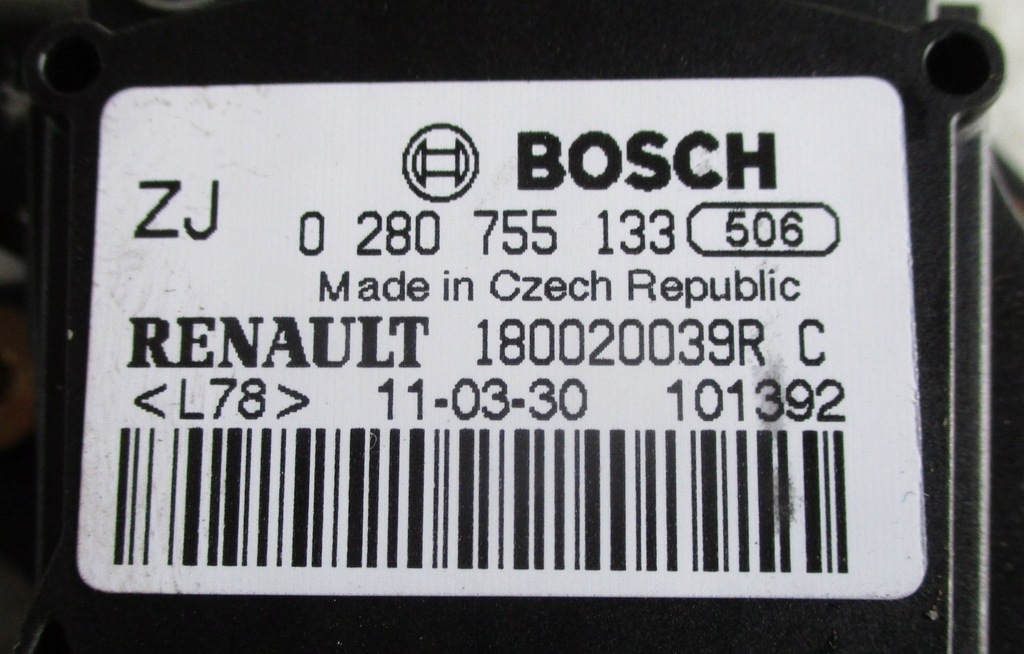 BOSCH
ZJ
0 280 755 133 506
Made in Czech Republic
RENAULT 180020039R C
<L78> 11-03-30 101392